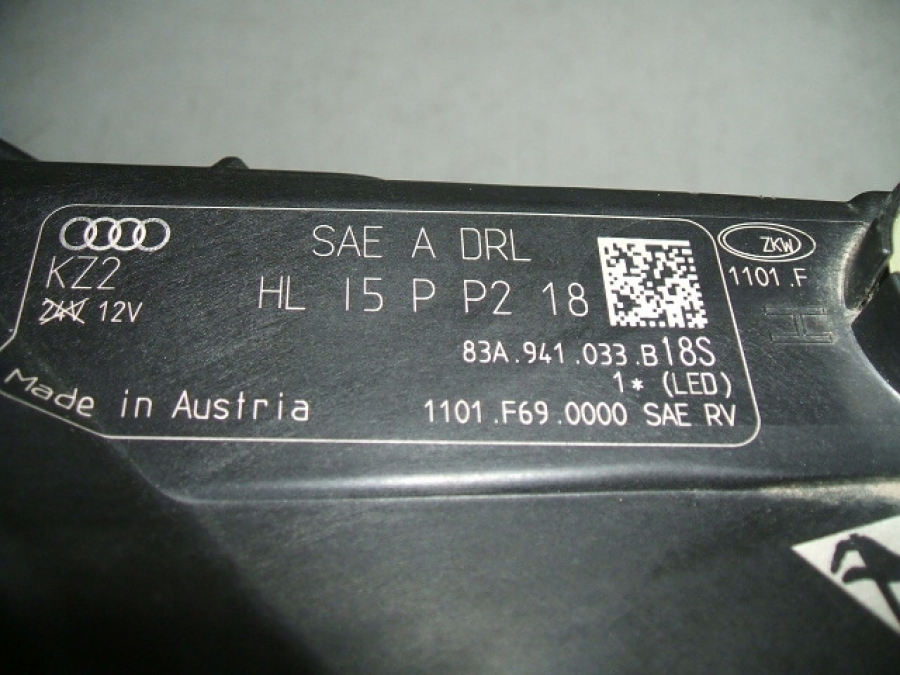 SAE A DRL
ZKW
KZ2
HL I5 P P2 18
1101.F
24V 12V
83A.941.033.B18S
1* (LED)
Made in Austria
1101.F69.0000 SAE RV